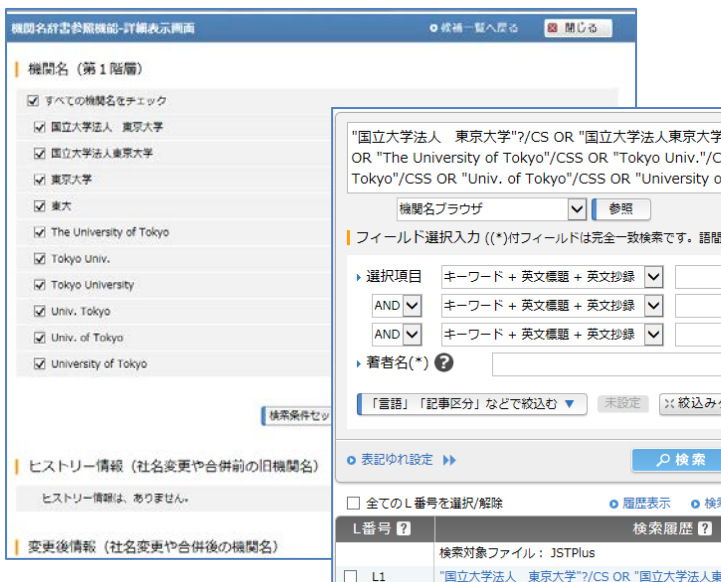 機関名辞書参照機能-詳細表示画面
候補一覧へ戻る
閉じる
機関名(第1階層)
すべての機関名をチェック
国立大学法人 東京大学
国立大学法人東京大学
東京大学
東大
The University of Tokyo
Tokyo Univ.
Tokyo University
Univ. Tokyo
Univ. of Tokyo
University of Tokyo
検索条件セッ
ヒストリー情報(社名変更や合併前の旧機関名)
ヒストリー情報は、ありません。
変更後情報(社名変更や合併後の機関名)
"国立大学法人 東京大学"?/CS OR "国立大学法人東京大学
OR "The University of Tokyo"/CSS OR "Tokyo Univ."/C
Tokyo"/CSS OR "Univ. of Tokyo"/CSS OR "University o
機関名ブラウザ
参照
フィールド選択入力 ((*)付フィールドは完全一致検索です。語間
選択項目 キーワード + 英文標題 + 英文抄録
AND キーワード + 英文標題 + 英文抄録
AND キーワード + 英文標題 + 英文抄録
著者名(*) ?
「言語」「記事区分」などで絞込む ▼ 未設定 絞込み
表記ゆれ設定
検索
全てのL番号を選択/解除 履歴表示 検
L番号 ? 検索履歴 ?
検索対象ファイル: JSTPlus
L1 "国立大学法人 東京大学"?/CS OR "国立大学法人東